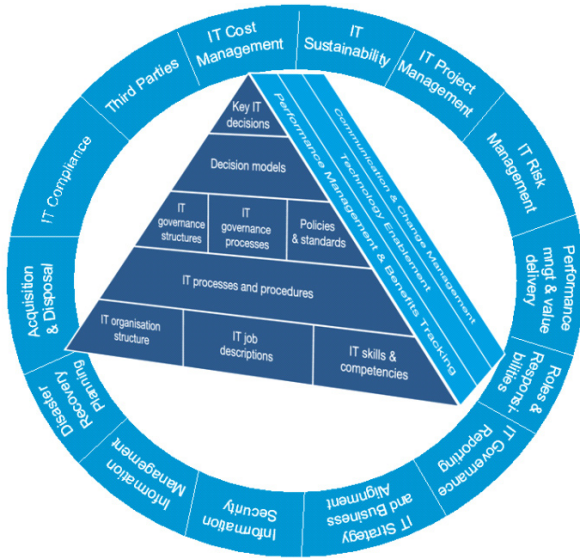 IT Cost
Management
IT
Sustainability
IT Project
Management
IT Risk
Management
Performance
mngt & value
delivery
Roles &
Responsi-
bilities
IT Governance
Reporting
IT Strategy
and Business
Alignment
Information
Security
Information
Management
Disaster
Recovery
Planning
Acquisition
& Disposal
IT Compliance
Third Parties
Key IT
decisions
Decision models
IT
governance
structures
IT
governance
processes
Policies
& standards
IT processes and procedures
IT organisation
structure
IT job
descriptions
IT skills &
competencies
Performance Management & Benefits Tracking
Technology Enablement
Communication & Change Management